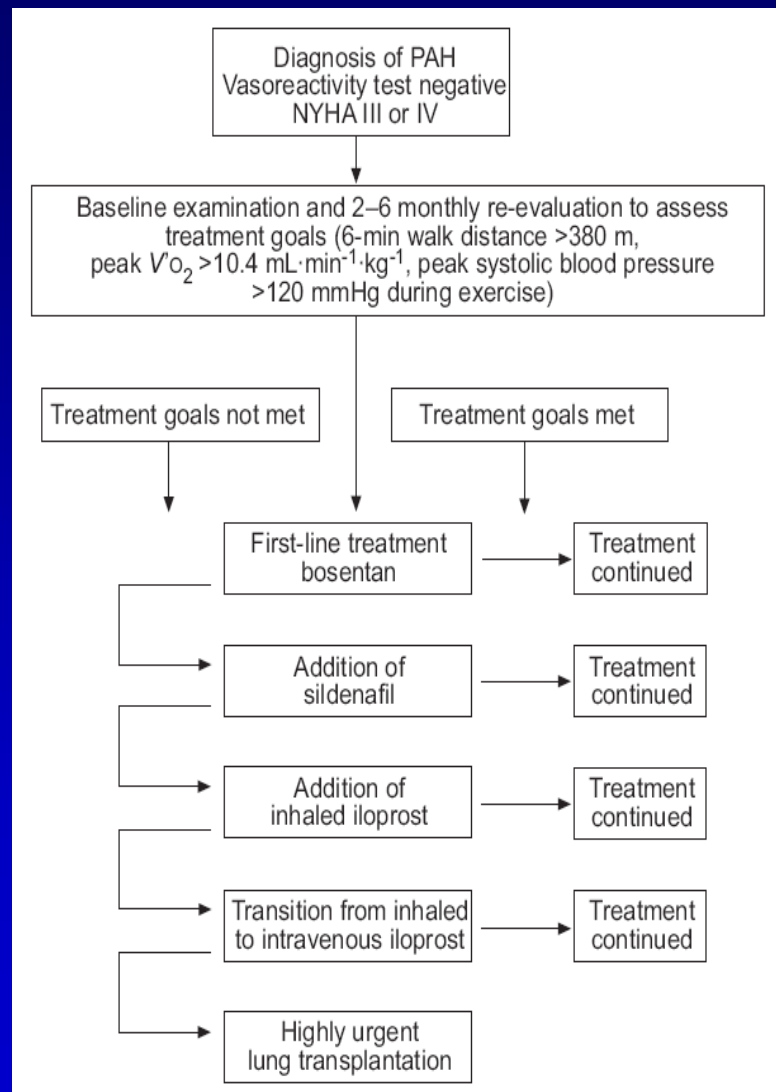 Diagnosis of PAH
Vasoreactivity test negative
NYHA III or IV
Baseline examination and 2–6 monthly re-evaluation to assess
treatment goals (6-min walk distance >380 m,
peak V'O₂ >10.4 mL·min⁻¹·kg⁻¹, peak systolic blood pressure
>120 mmHg during exercise)
Treatment goals not met
Treatment goals met
First-line treatment
bosentan
Treatment
continued
Addition of
sildenafil
Treatment
continued
Addition of
inhaled iloprost
Treatment
continued
Transition from inhaled
to intravenous iloprost
Treatment
continued
Highly urgent
lung transplantation